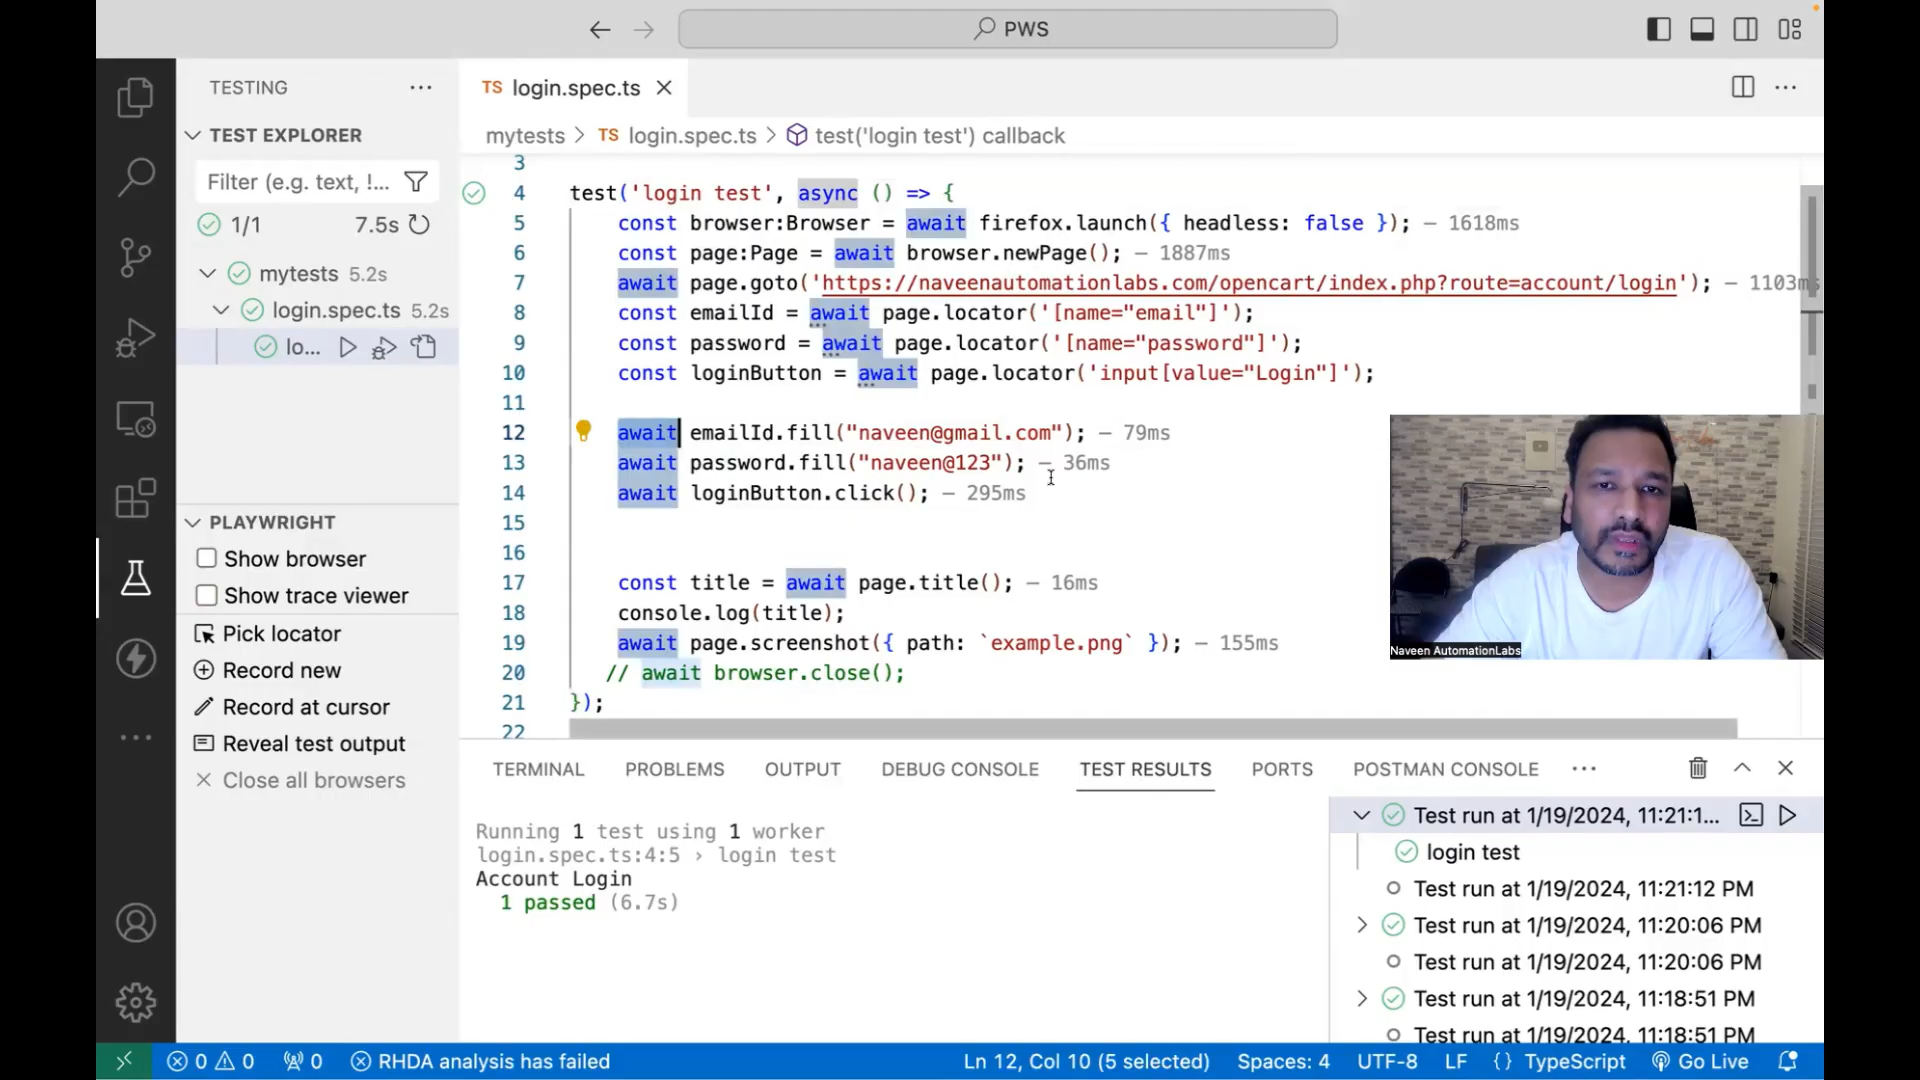 PWS
TESTING
TEST EXPLORER
Filter (e.g. text, !...
1/1
7.5s
mytests 5.2s
login.spec.ts 5.2s
lo...
PLAYWRIGHT
Show browser
Show trace viewer
Pick locator
Record new
Record at cursor
Reveal test output
Close all browsers
TS login.spec.ts
mytests > TS login.spec.ts > test('login test') callback
3
4 test('login test', async () => {
5 const browser:Browser = await firefox.launch({ headless: false }); — 1618ms
6 const page:Page = await browser.newPage(); — 1887ms
7 await page.goto('https://naveenautomationlabs.com/opencart/index.php?route=account/login'); — 1103ms
8 const emailId = await page.locator('[name="email"]');
9 const password = await page.locator('[name="password"]');
10 const loginButton = await page.locator('input[value="Login"]');
11
12 await emailId.fill("naveen@gmail.com"); — 79ms
13 await password.fill("naveen@123"); — 36ms
14 await loginButton.click(); — 295ms
15
16
17 const title = await page.title(); — 16ms
18 console.log(title);
19 await page.screenshot({ path: `example.png` }); — 155ms
20 // await browser.close();
21 });
22
Naveen AutomationLabs
TERMINAL PROBLEMS OUTPUT DEBUG CONSOLE TEST RESULTS PORTS POSTMAN CONSOLE
Running 1 test using 1 worker
login.spec.ts:4:5 › login test
Account Login
1 passed (6.7s)
Test run at 1/19/2024, 11:21:1...
login test
Test run at 1/19/2024, 11:21:12 PM
Test run at 1/19/2024, 11:20:06 PM
Test run at 1/19/2024, 11:20:06 PM
Test run at 1/19/2024, 11:18:51 PM
Test run at 1/19/2024, 11:18:51 PM
0 0 0 RHDA analysis has failed Ln 12, Col 10 (5 selected) Spaces: 4 UTF-8 LF {} TypeScript Go Live